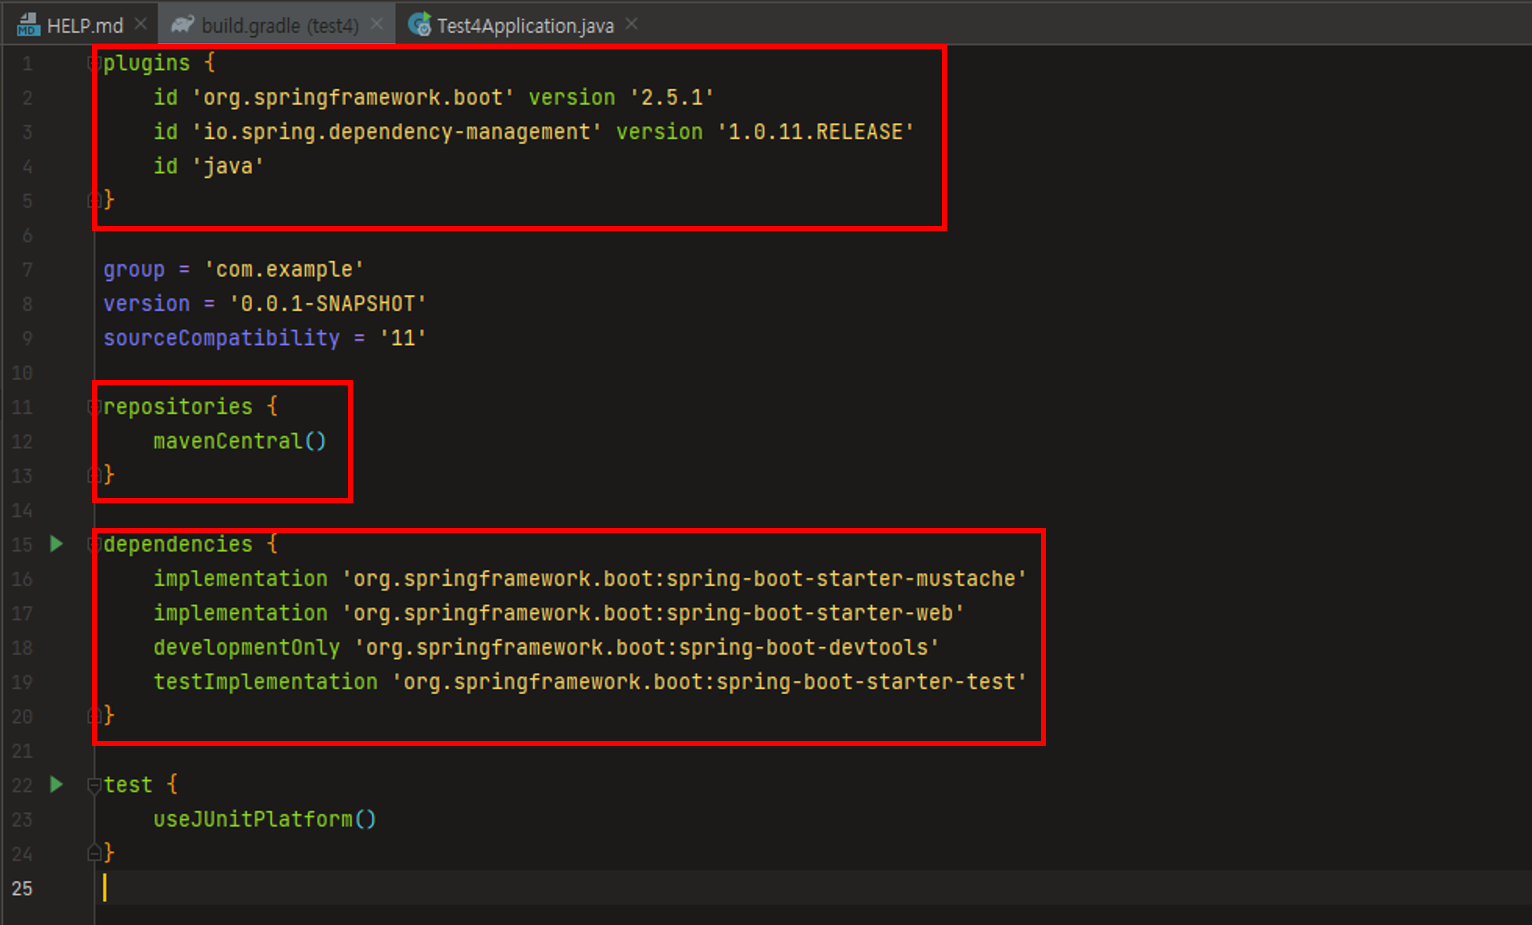 HELP.md build.gradle (test4) Test4Application.java
1 plugins {
2 id 'org.springframework.boot' version '2.5.1'
3 id 'io.spring.dependency-management' version '1.0.11.RELEASE'
4 id 'java'
5 }
6
7 group = 'com.example'
8 version = '0.0.1-SNAPSHOT'
9 sourceCompatibility = '11'
10
11 repositories {
12 mavenCentral()
13 }
14
15 dependencies {
16 implementation 'org.springframework.boot:spring-boot-starter-mustache'
17 implementation 'org.springframework.boot:spring-boot-starter-web'
18 developmentOnly 'org.springframework.boot:spring-boot-devtools'
19 testImplementation 'org.springframework.boot:spring-boot-starter-test'
20 }
21
22 test {
23 useJUnitPlatform()
24 }
25